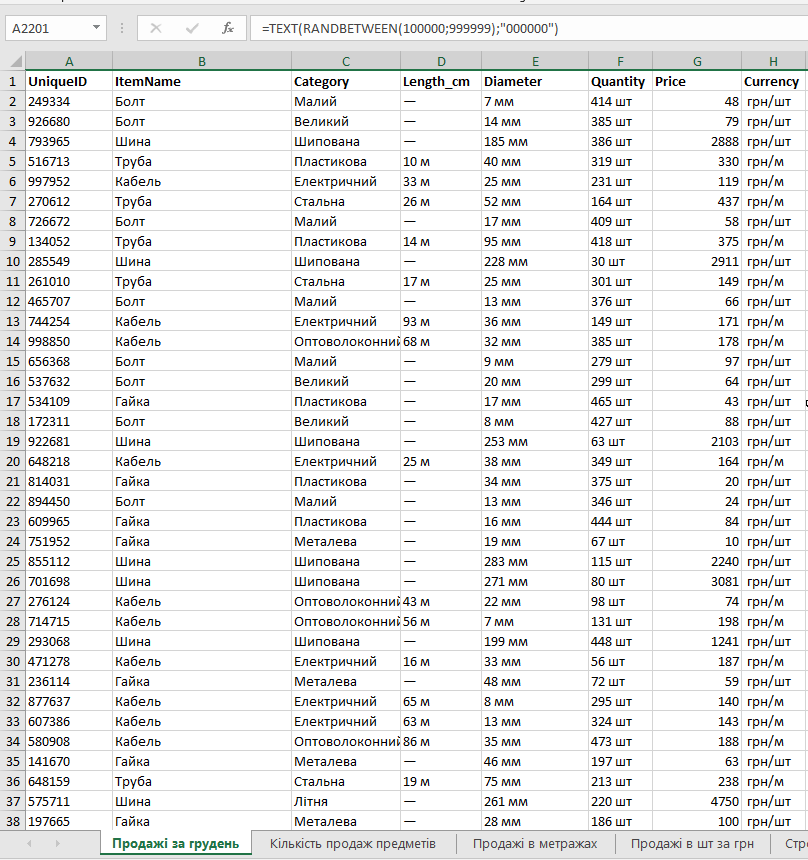 A2201 =TEXT(RANDBETWEEN(100000;999999);"000000")
A B C D E F G H
1 UniqueID ItemName Category Length_cm Diameter Quantity Price Currency
2 249334 Болт Малий — 7 мм 414 шт 48 грн/шт
3 926680 Болт Великий — 14 мм 385 шт 79 грн/шт
4 793965 Шина Шипована — 185 мм 386 шт 2888 грн/шт
5 516713 Труба Пластикова 10 м 40 мм 319 шт 330 грн/м
6 997952 Кабель Електричний 33 м 25 мм 231 шт 119 грн/м
7 270612 Труба Стальна 26 м 52 мм 164 шт 437 грн/м
8 726672 Болт Малий — 17 мм 409 шт 58 грн/шт
9 134052 Труба Пластикова 14 м 95 мм 418 шт 375 грн/м
10 285549 Шина Шипована — 228 мм 30 шт 2911 грн/шт
11 261010 Труба Стальна 17 м 25 мм 301 шт 149 грн/м
12 465707 Болт Малий — 13 мм 376 шт 66 грн/шт
13 744254 Кабель Електричний 93 м 36 мм 149 шт 171 грн/м
14 998850 Кабель Оптоволоконний 68 м 32 мм 385 шт 178 грн/м
15 656368 Болт Малий — 9 мм 279 шт 97 грн/шт
16 537632 Болт Великий — 20 мм 299 шт 64 грн/шт
17 534109 Гайка Пластикова — 17 мм 465 шт 43 грн/шт
18 172311 Болт Великий — 8 мм 427 шт 88 грн/шт
19 922681 Шина Шипована — 253 мм 63 шт 2103 грн/шт
20 648218 Кабель Електричний 25 м 38 мм 349 шт 164 грн/м
21 814031 Гайка Пластикова — 34 мм 375 шт 20 грн/шт
22 894450 Болт Малий — 13 мм 346 шт 24 грн/шт
23 609965 Гайка Пластикова — 16 мм 444 шт 84 грн/шт
24 751952 Гайка Металева — 19 мм 67 шт 10 грн/шт
25 855112 Шина Шипована — 283 мм 115 шт 2240 грн/шт
26 701698 Шина Шипована — 271 мм 80 шт 3081 грн/шт
27 276124 Кабель Оптоволоконний 43 м 22 мм 98 шт 74 грн/м
28 714715 Кабель Оптоволоконний 56 м 7 мм 131 шт 198 грн/м
29 293068 Шина Шипована — 199 мм 448 шт 1241 грн/шт
30 471278 Кабель Електричний 16 м 33 мм 56 шт 187 грн/м
31 236114 Гайка Металева — 48 мм 72 шт 59 грн/шт
32 877637 Кабель Електричний 65 м 8 мм 295 шт 140 грн/м
33 607386 Кабель Електричний 63 м 13 мм 324 шт 143 грн/м
34 580908 Кабель Оптоволоконний 86 м 35 мм 473 шт 188 грн/м
35 141670 Гайка Металева — 46 мм 197 шт 63 грн/шт
36 648159 Труба Стальна 19 м 75 мм 213 шт 238 грн/м
37 575711 Шина Літня — 261 мм 220 шт 4750 грн/шт
38 197665 Гайка Металева — 28 мм 186 шт 100 грн/шт
Продажі за грудень Кількість продаж предметів Продажі в метражах Продажі в шт за грн